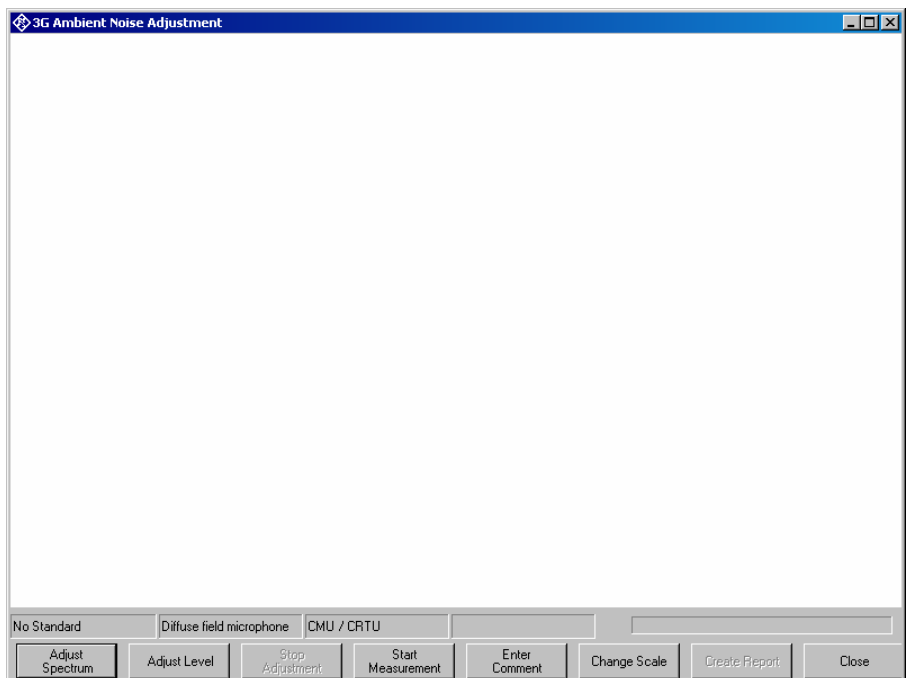 3G Ambient Noise Adjustment
No Standard
Diffuse field microphone
CMU / CRTU
Adjust
Spectrum
Adjust Level
Stop
Adjustment
Start
Measurement
Enter
Comment
Change Scale
Create Report
Close